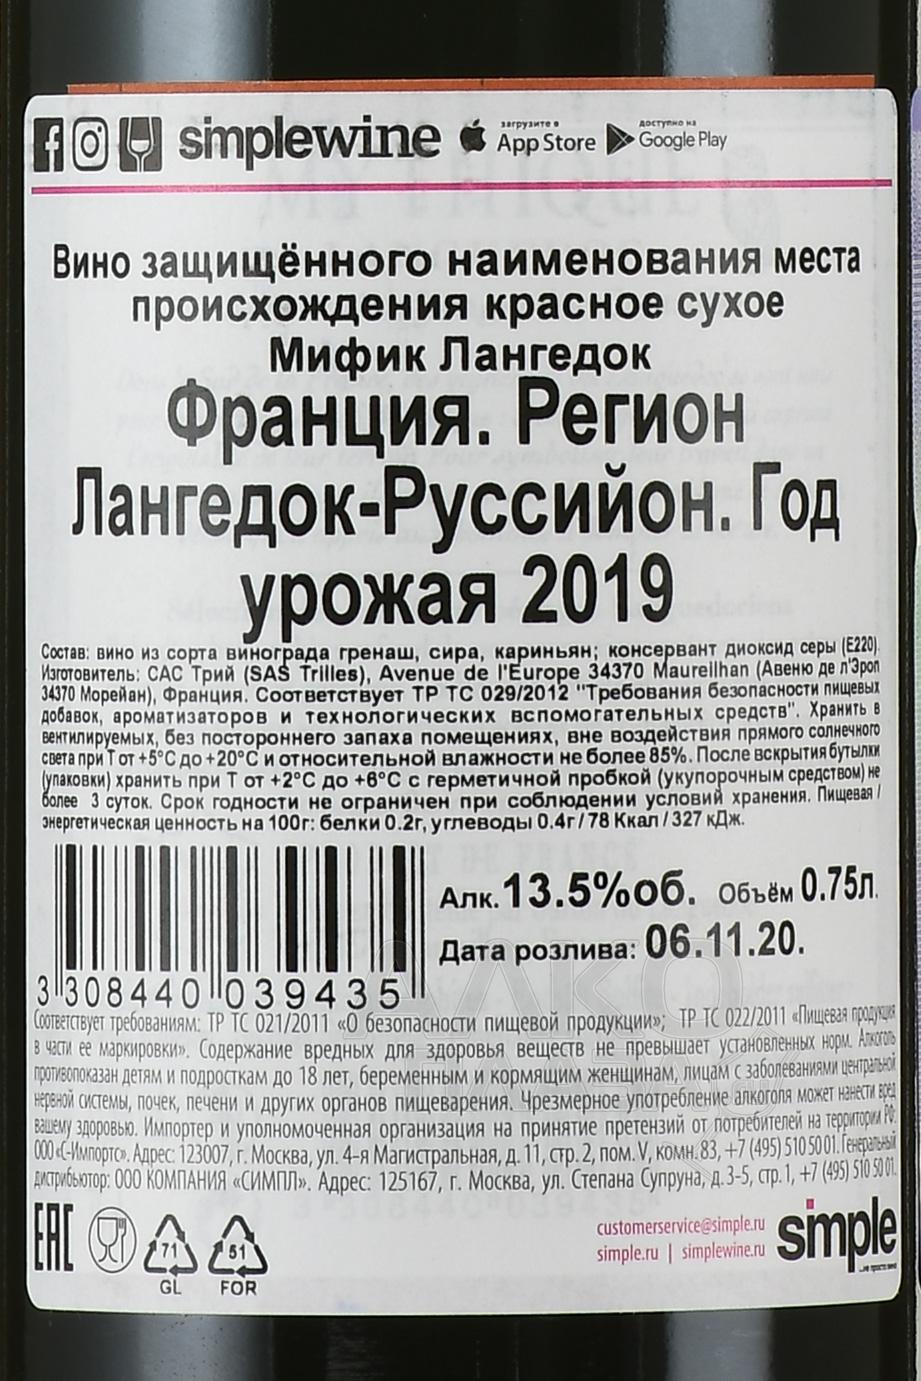 simplewine загрузите в App Store доступно на Google Play
Вино защищённого наименования места
происхождения красное сухое
Мифик Лангедок
Франция. Регион
Лангедок-Руссийон. Год
урожая 2019
Состав: вино из сорта винограда гренаш, сира, кариньян; консервант диоксид серы (E220).
Изготовитель: САС Трий (SAS Trilles), Avenue de l'Europe 34370 Maureilhan (Авеню де л'Эроп
34370 Морейан), Франция. Соответствует ТР ТС 029/2012 "Требования безопасности пищевых
добавок, ароматизаторов и технологических вспомогательных средств". Хранить в
вентилируемых, без постороннего запаха помещениях, вне воздействия прямого солнечного
света при Т от +5°С до +20°С и относительной влажности не более 85%. После вскрытия бутылки
(упаковки) хранить при Т от +2°С до +6°С с герметичной пробкой (укупорочным средством) не
более 3 суток. Срок годности не ограничен при соблюдении условий хранения. Пищевая /
энергетическая ценность на 100г: белки 0.2г, углеводы 0.4г / 78 Ккал / 327 кДж.
Алк. 13.5%об. Объём 0.75л.
Дата розлива: 06.11.20.
3 308440 039435
Соответствует требованиям: ТР ТС 021/2011 «О безопасности пищевой продукции»; ТР ТС 022/2011 «Пищевая продукция
в части ее маркировки». Содержание вредных для здоровья веществ не превышает установленных норм. Алкоголь
противопоказан детям и подросткам до 18 лет, беременным и кормящим женщинам, лицам с заболеваниями центральной
нервной системы, почек, печени и других органов пищеварения. Чрезмерное употребление алкоголя может нанести вред
вашему здоровью. Импортер и уполномоченная организация на принятие претензий от потребителей на территории РФ:
ООО «С-Импортс». Адрес: 123007, г. Москва, ул. 4-я Магистральная, д. 11, стр. 2, пом. V, комн. 83, +7 (495) 510 50 01. Генеральный
дистрибьютор: ООО КОМПАНИЯ «СИМПЛ». Адрес: 125167, г. Москва, ул. Степана Супруна, д. 3-5, стр. 1, +7 (495) 510 50 01.
EAC 71 GL 51 FOR
customerservice@simple.ru
simple.ru | simplewine.ru
simple
...не просто вино